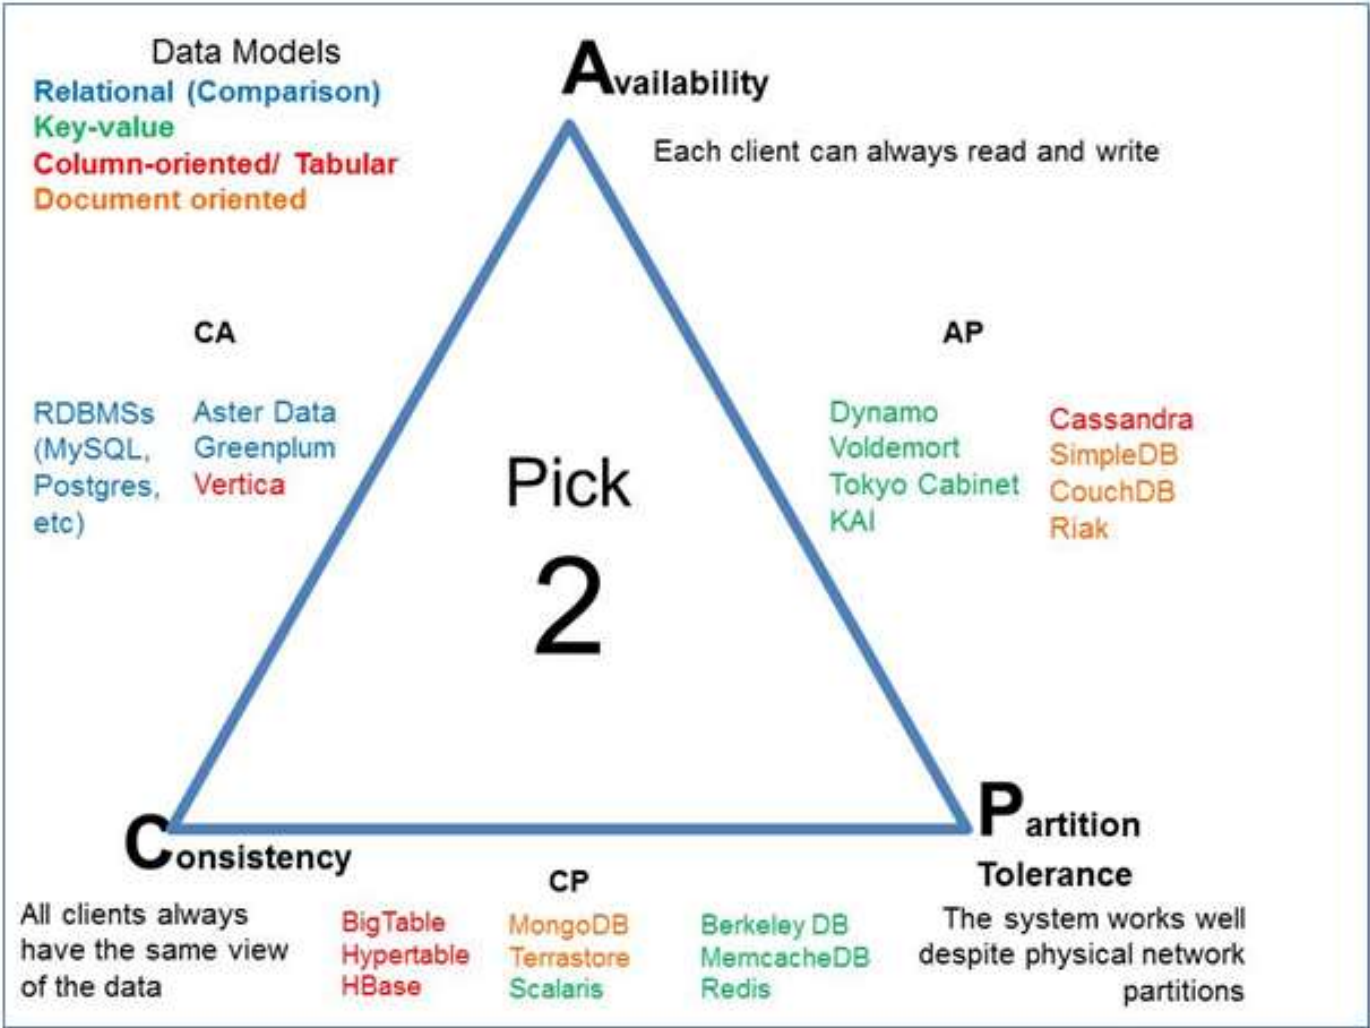 Data Models
Relational (Comparison)
Key-value
Column-oriented/ Tabular
Document oriented
Availability
Each client can always read and write
CA
RDBMSs
(MySQL,
Postgres,
etc)
Aster Data
Greenplum
Vertica
Pick
2
AP
Dynamo
Voldemort
Tokyo Cabinet
KAI
Cassandra
SimpleDB
CouchDB
Riak
Consistency
All clients always
have the same view
of the data
CP
BigTable
Hypertable
HBase
MongoDB
Terrastore
Scalaris
Berkeley DB
MemcacheDB
Redis
Partition
Tolerance
The system works well
despite physical network
partitions